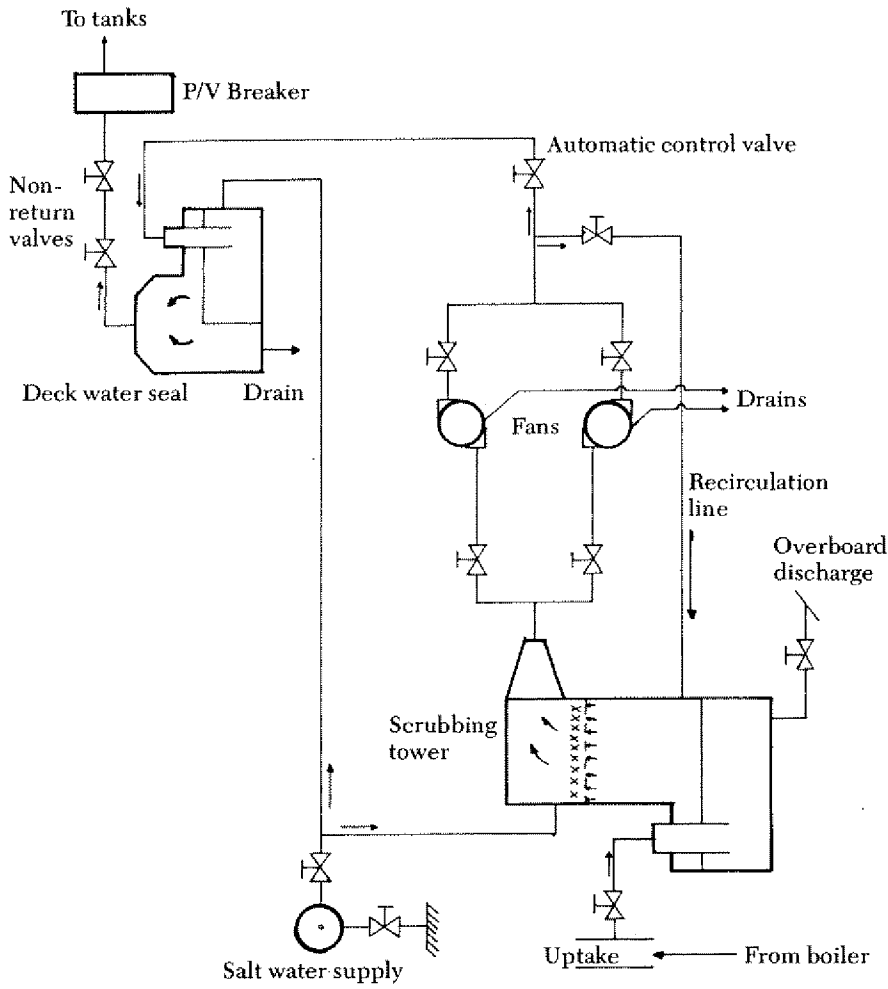 To tanks
P/V Breaker
Automatic control valve
Non-
return
valves
Deck water seal
Drain
Fans
Drains
Recirculation
line
Overboard
discharge
Scrubbing
tower
Salt water supply
Uptake
From boiler